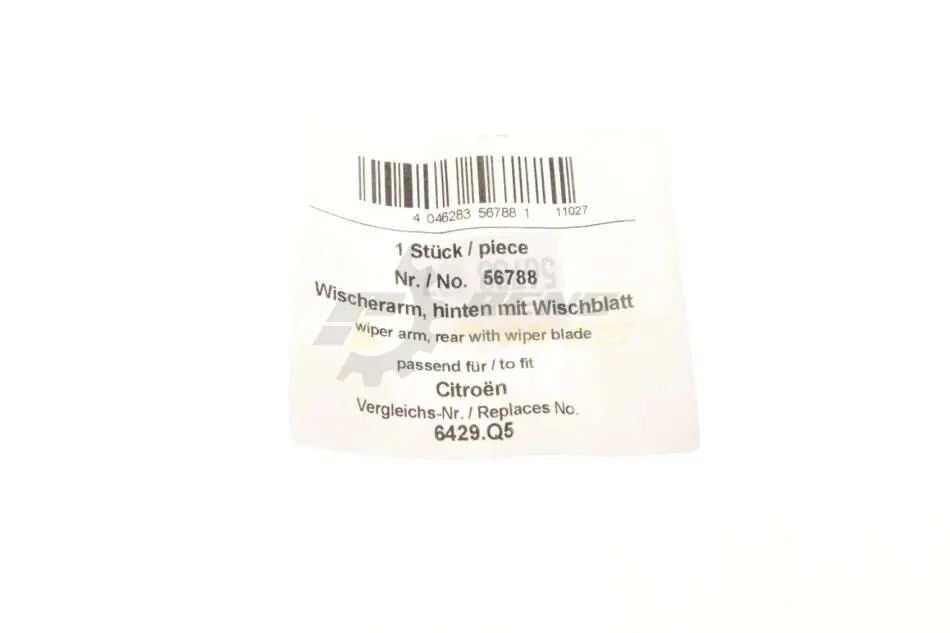 4 046283 56788 1 11027
1 Stück / piece
Nr. / No. 56788
Wischerarm, hinten mit Wischblatt
wiper arm, rear with wiper blade
passend für / to fit
Citroën
Vergleichs-Nr. / Replaces No.
6429.Q5